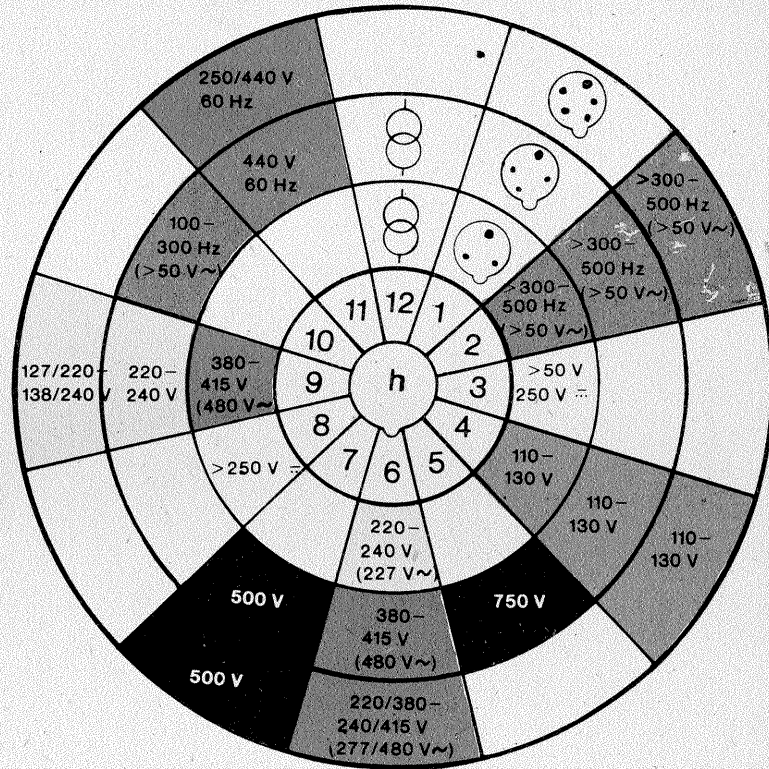 250/440 V
60 Hz
440 V
60 Hz
100–
300 Hz
(>50 V~)
>300–
500 Hz
(>50 V~)
>300–
500 Hz
(>50 V~)
>300–
500 Hz
(>50 V~)
11
12
1
10
2
9
h
3
8
4
7
6
5
127/220–
138/240 V
220–
240 V
380–
415 V
(480 V~)
>50 V
250 V ⎓
>250 V ⎓
110–
130 V
110–
130 V
110–
130 V
220–
240 V
(227 V~)
500 V
750 V
380–
415 V
(480 V~)
500 V
220/380–
240/415 V
(277/480 V~)